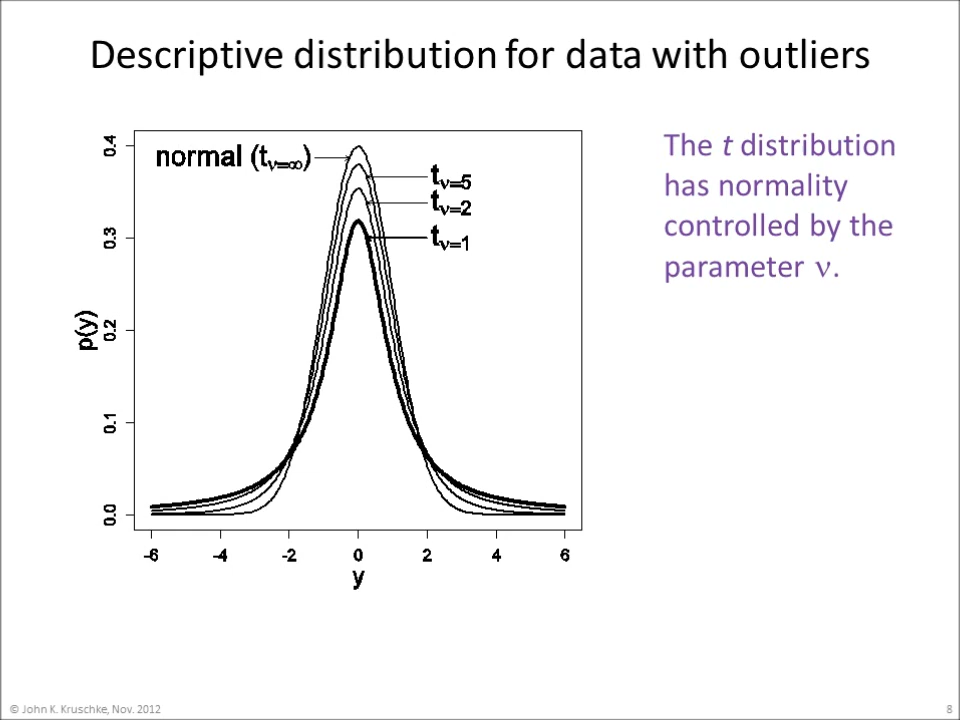 Descriptive distribution for data with outliers
The t distribution
has normality
controlled by the
parameter ν.
normal (tν=∞)
tν=5
tν=2
tν=1
p(y)
0.4
0.3
0.2
0.1
0.0
-6 -4 -2 0 2 4 6
y
© John K. Kruschke, Nov. 2012
8